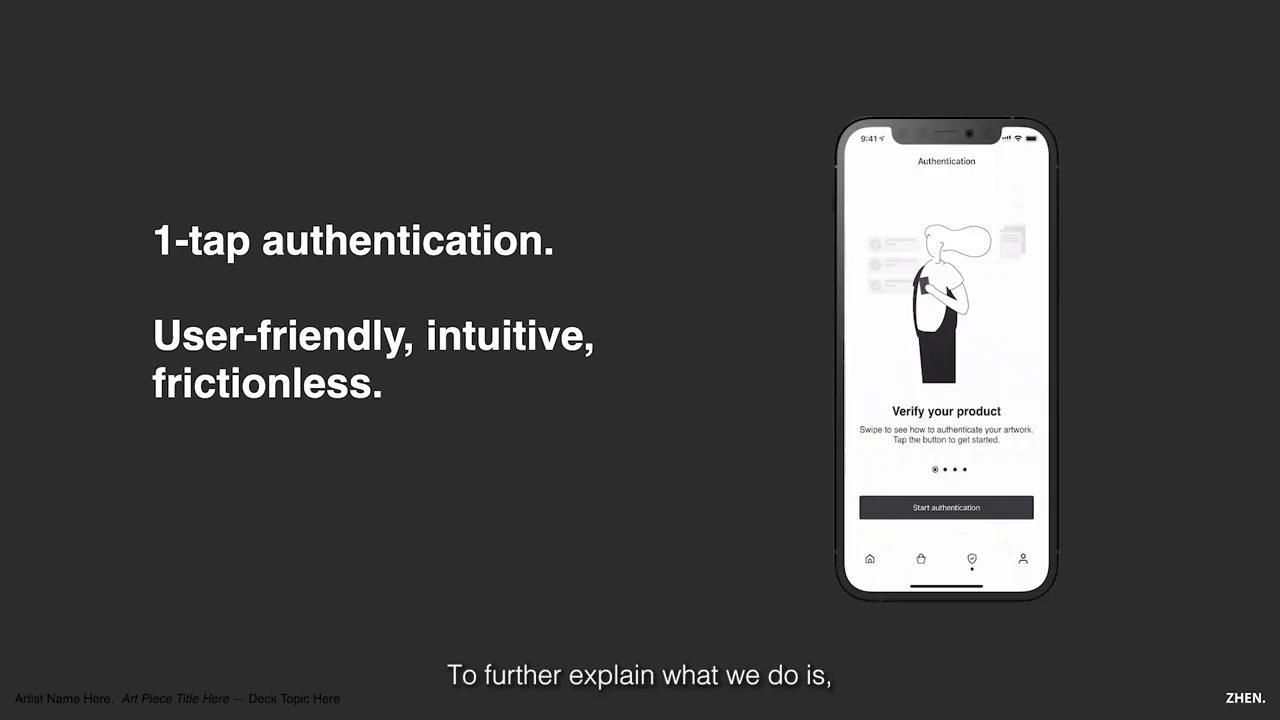 1-tap authentication.
User-friendly, intuitive,
frictionless.
9:41
Authentication
Verify your product
Swipe to see how to authenticate your artwork.
Tap the button to get started.
Start authentication
To further explain what we do is,
Artist Name Here, Art Piece Title Here — Deck Topic Here
ZHEN.